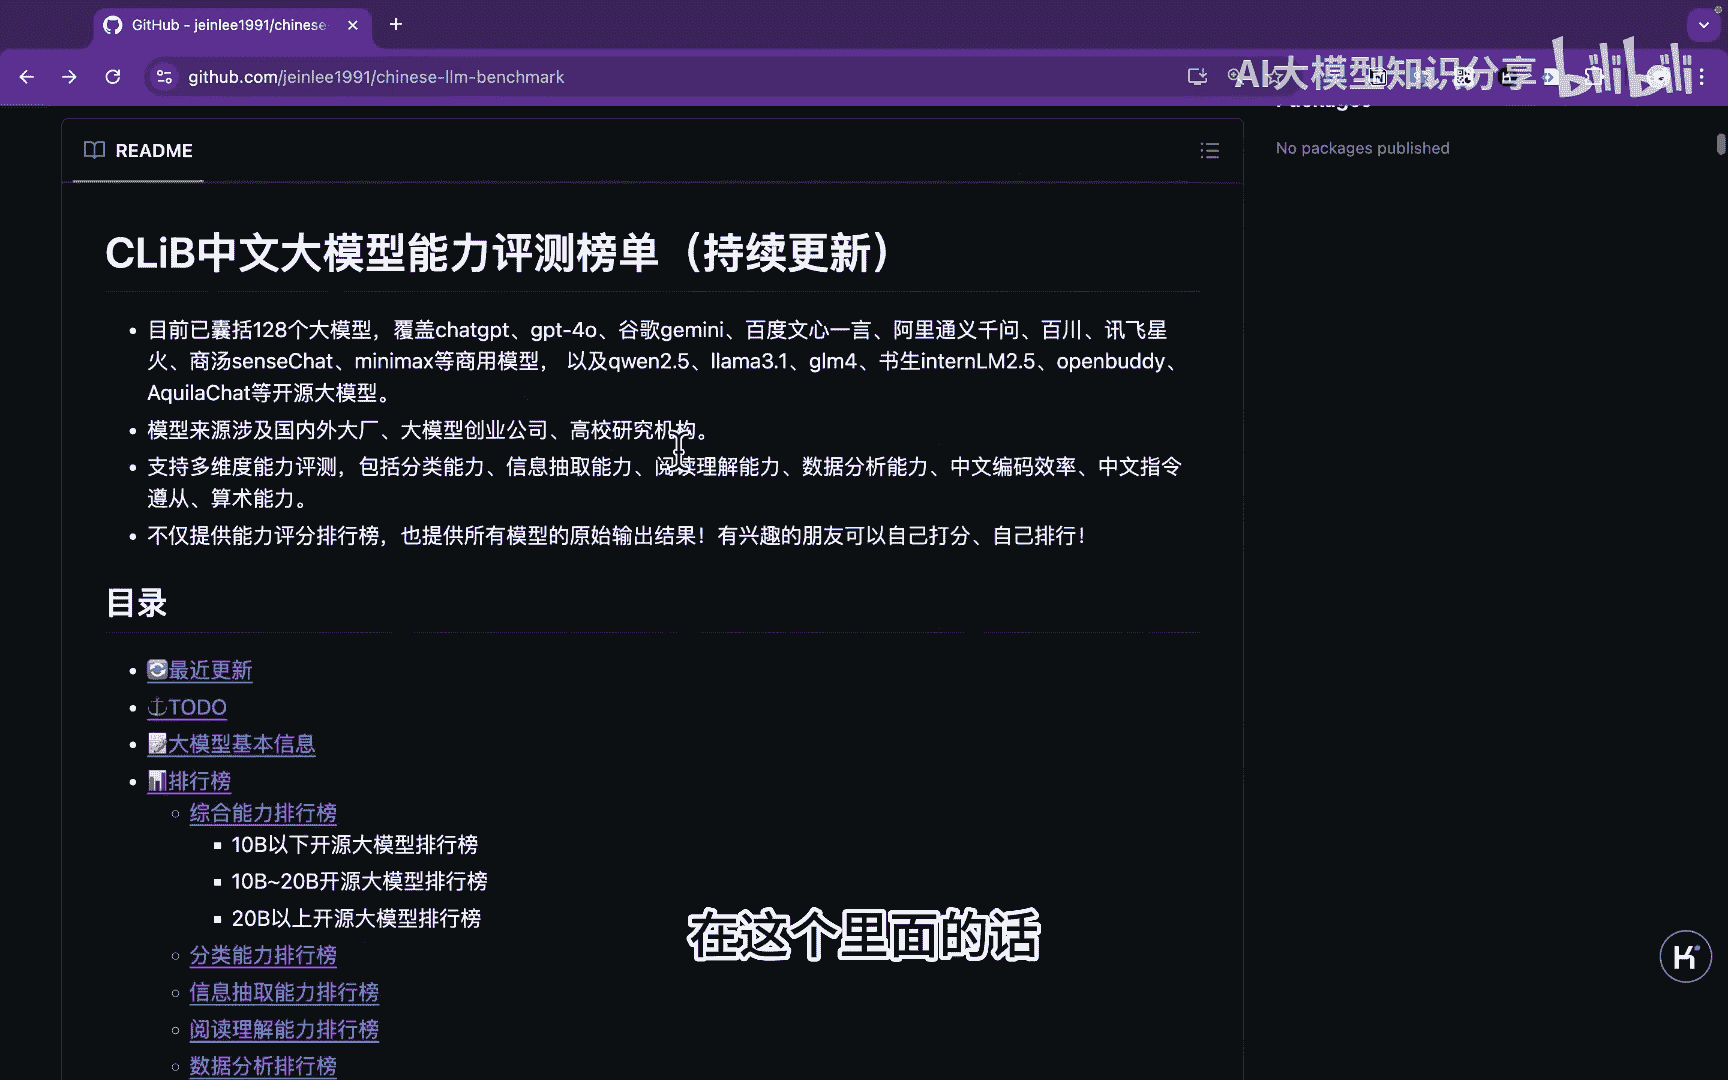 GitHub - jeinlee1991/chinese
github.com/jeinlee1991/chinese-llm-benchmark
AI大模型知识分享
bilibili
Packages
No packages published
README
CLiB中文大模型能力评测榜单（持续更新）
目前已囊括128个大模型，覆盖chatgpt、gpt-4o、谷歌gemini、百度文心一言、阿里通义千问、百川、讯飞星
火、商汤senseChat、minimax等商用模型， 以及qwen2.5、llama3.1、glm4、书生internLM2.5、openbuddy、
AquilaChat等开源大模型。
模型来源涉及国内外大厂、大模型创业公司、高校研究机构。
支持多维度能力评测，包括分类能力、信息抽取能力、阅读理解能力、数据分析能力、中文编码效率、中文指令
遵从、算术能力。
不仅提供能力评分排行榜，也提供所有模型的原始输出结果！有兴趣的朋友可以自己打分、自己排行！
目录
最近更新
TODO
大模型基本信息
排行榜
综合能力排行榜
10B以下开源大模型排行榜
10B~20B开源大模型排行榜
20B以上开源大模型排行榜
分类能力排行榜
信息抽取能力排行榜
阅读理解能力排行榜
数据分析排行榜
在这个里面的话
K